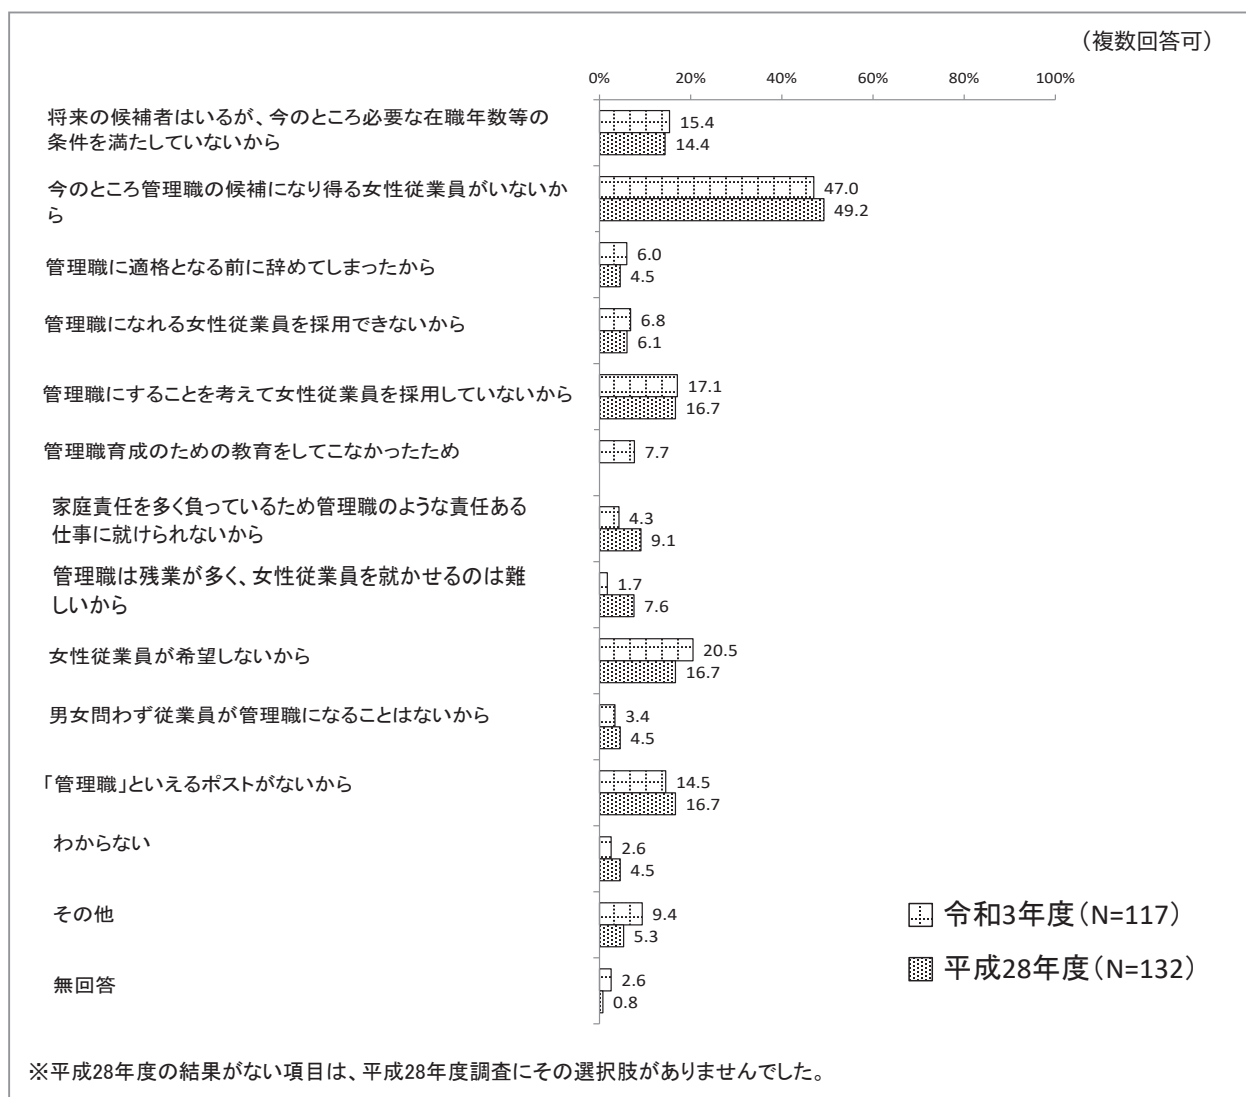 （複数回答可）
0% 20% 40% 60% 80% 100%
将来の候補者はいるが、今のところ必要な在職年数等の
条件を満たしていないから
15.4
14.4
今のところ管理職の候補になり得る女性従業員がいないか
ら
47.0
49.2
管理職に適格となる前に辞めてしまったから
6.0
4.5
管理職になれる女性従業員を採用できないから
6.8
6.1
管理職にすることを考えて女性従業員を採用していないから
17.1
16.7
管理職育成のための教育をしてこなかったため
7.7
家庭責任を多く負っているため管理職のような責任ある
仕事に就けられないから
4.3
9.1
管理職は残業が多く、女性従業員を就かせるのは難
しいから
1.7
7.6
女性従業員が希望しないから
20.5
16.7
男女問わず従業員が管理職になることはないから
3.4
4.5
「管理職」といえるポストがないから
14.5
16.7
わからない
2.6
4.5
その他
9.4
5.3
無回答
2.6
0.8
令和3年度（N=117）
平成28年度（N=132）
※平成28年度の結果がない項目は、平成28年度調査にその選択肢がありませんでした。